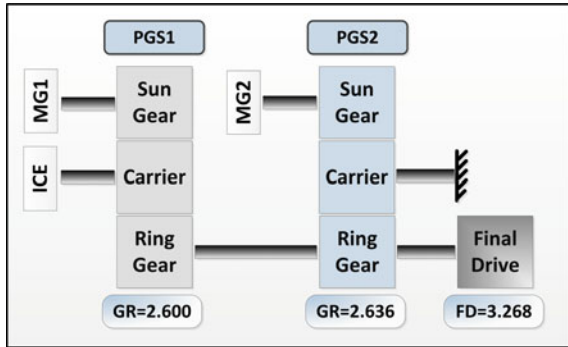 PGS1
PGS2
MG1
Sun
Gear
MG2
Sun
Gear
ICE
Carrier
Carrier
Ring
Gear
Ring
Gear
Final
Drive
GR=2.600
GR=2.636
FD=3.268